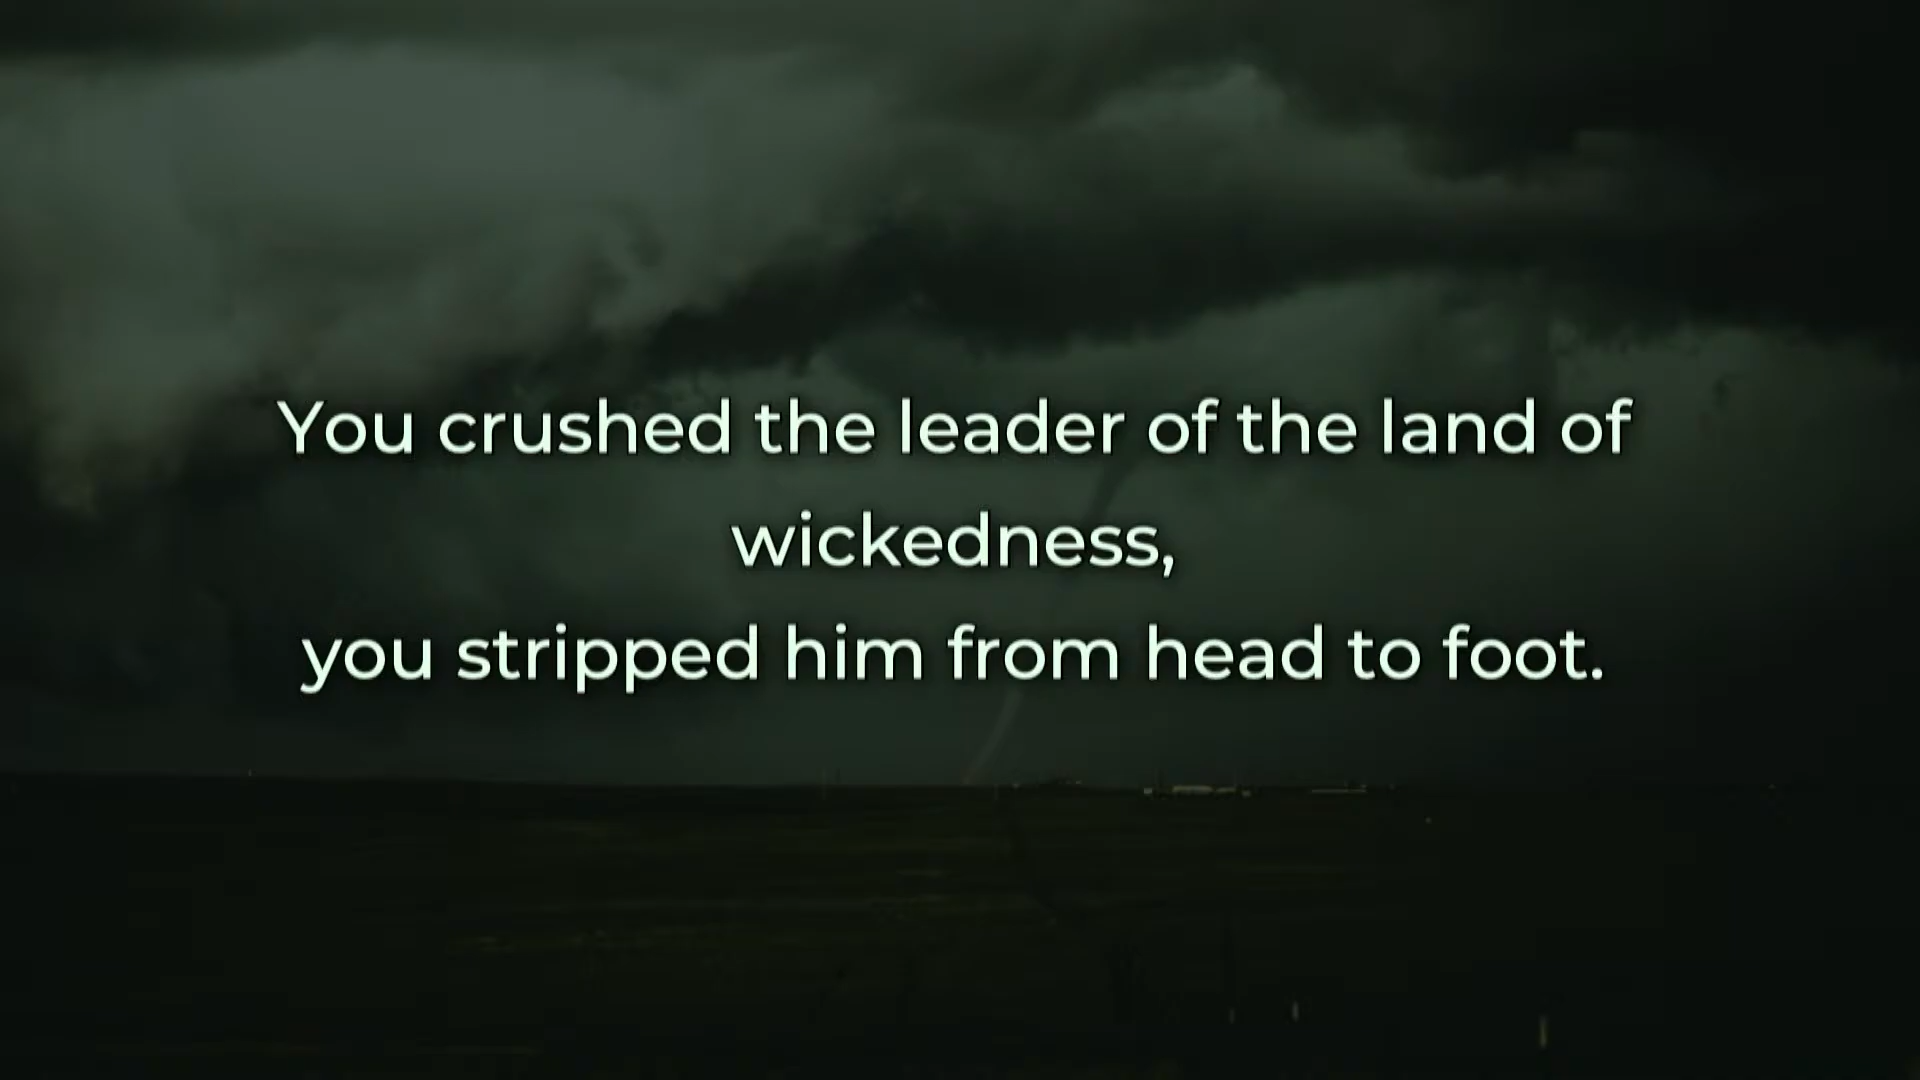 You crushed the leader of the land of
wickedness,
you stripped him from head to foot.